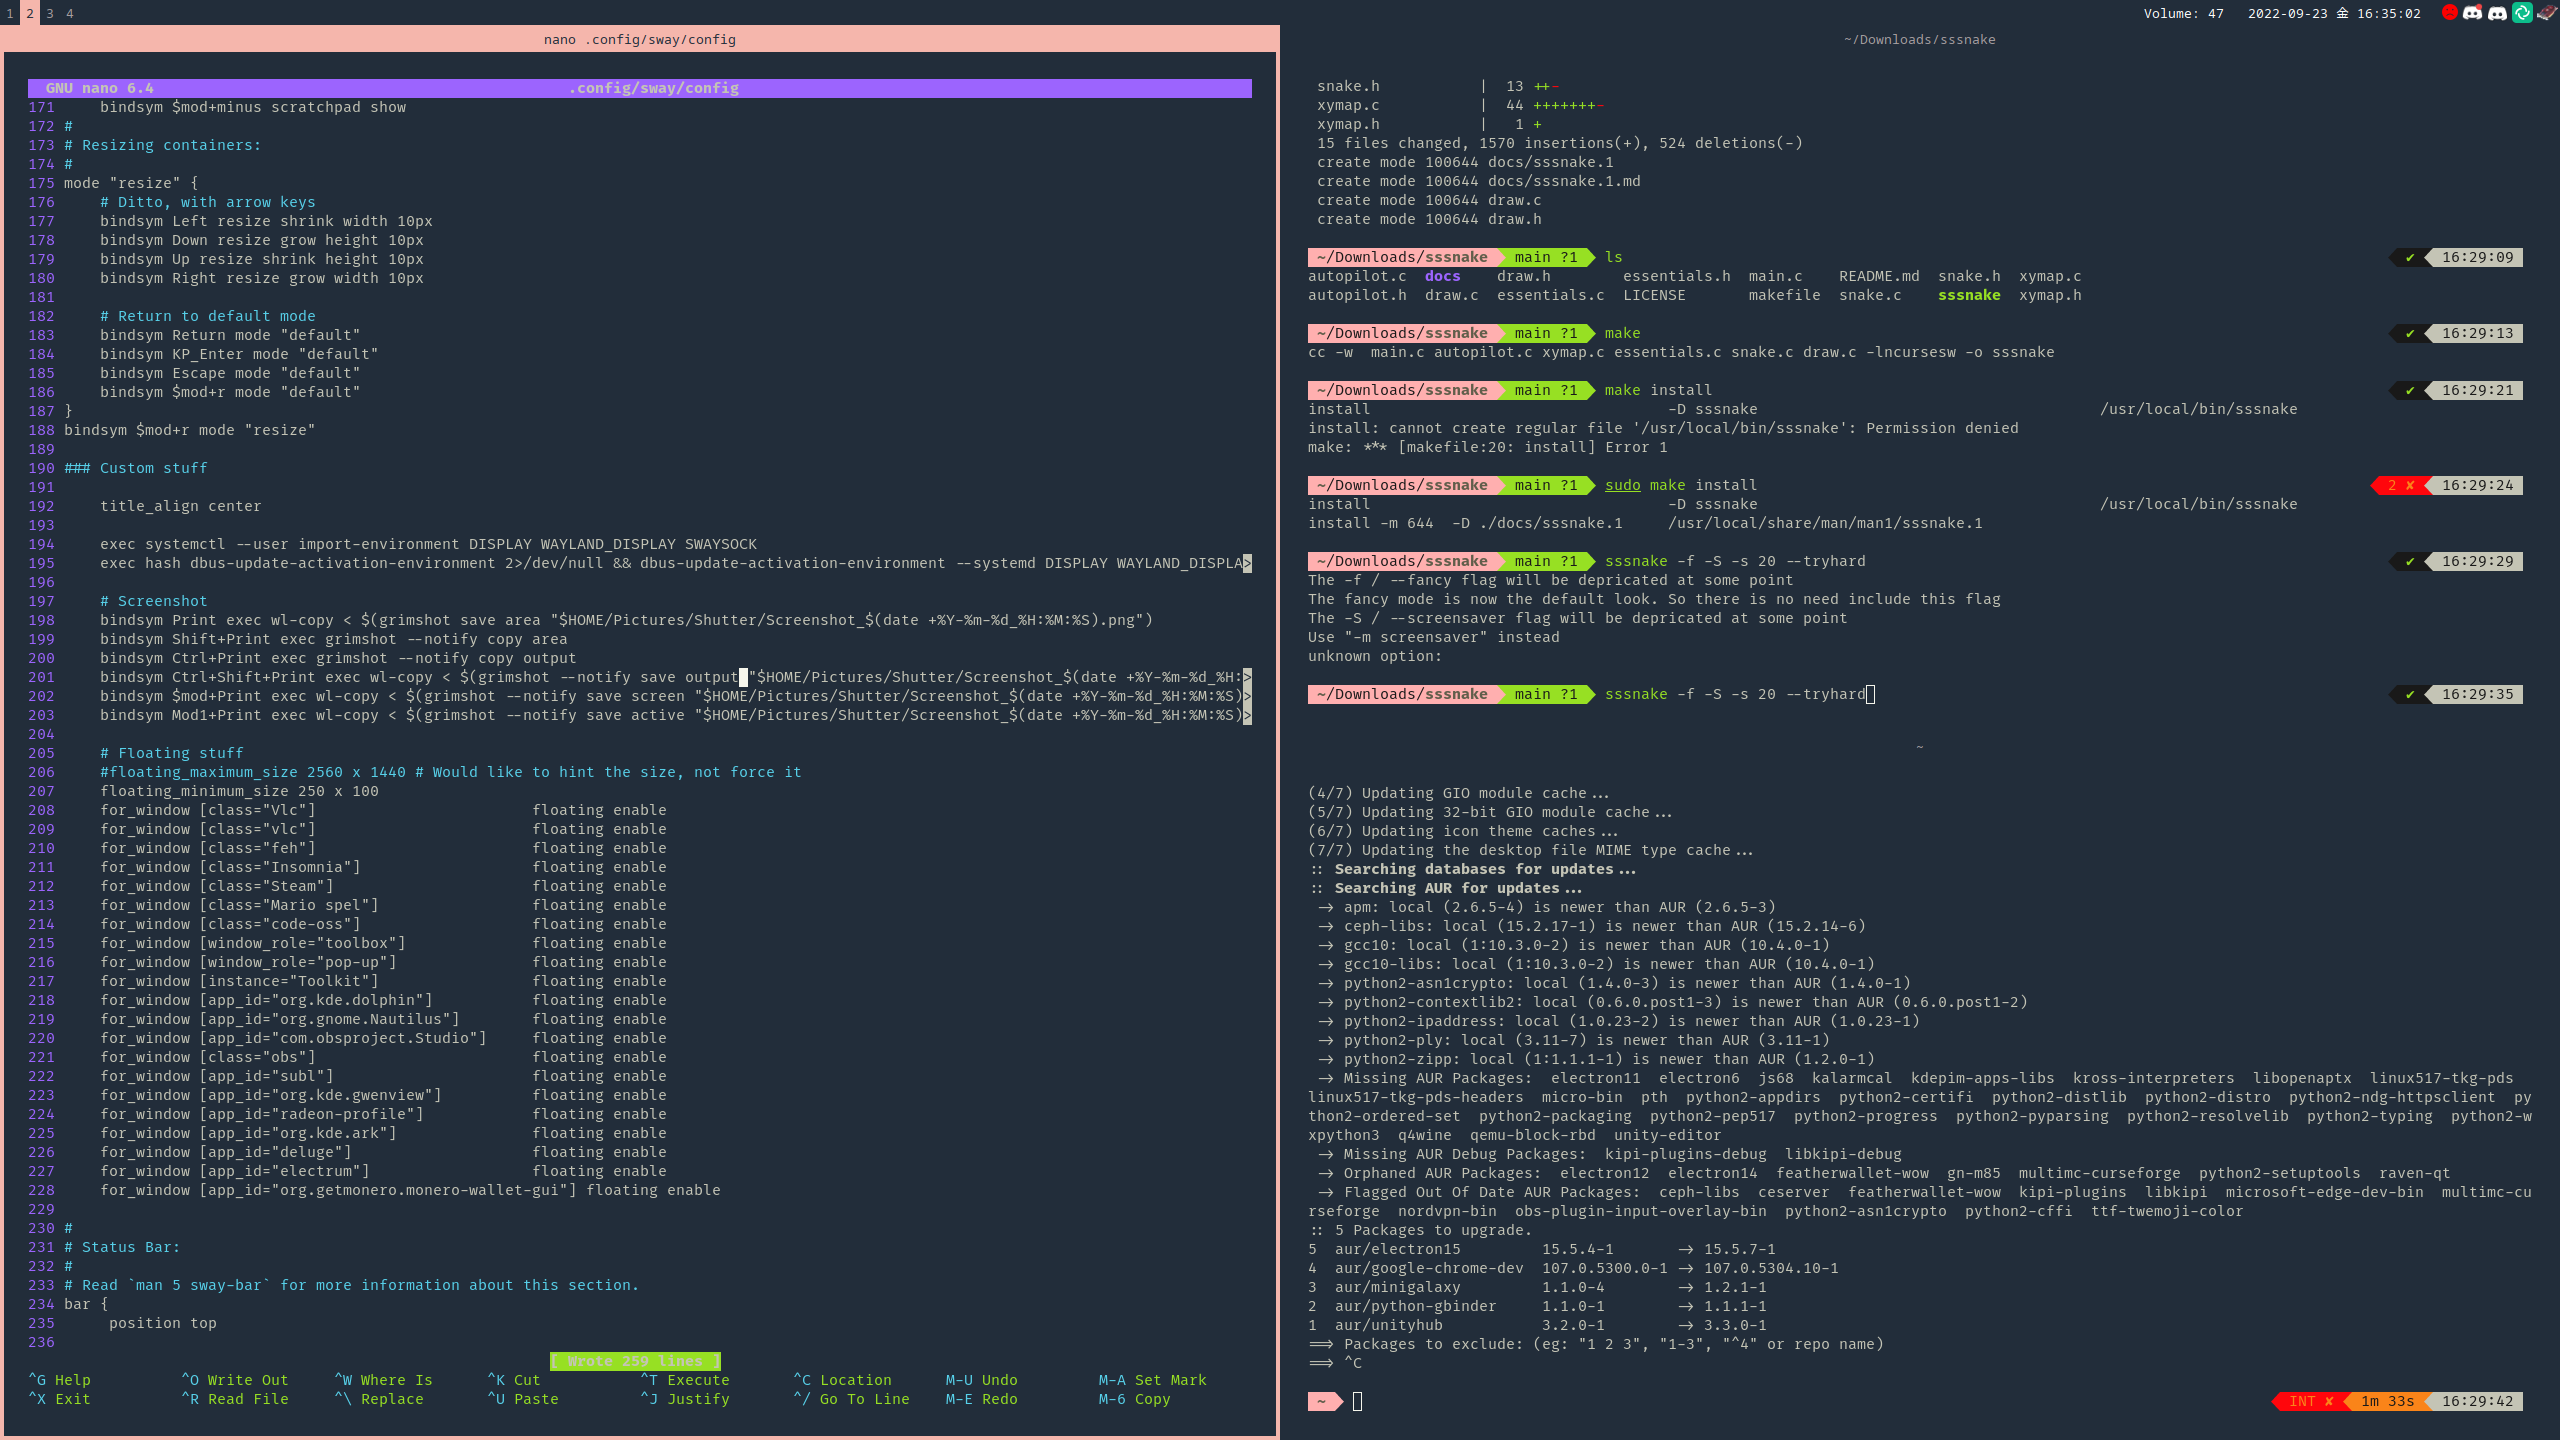 1 2 3 4
Volume: 47 2022-09-23 金 16:35:02
nano .config/sway/config
GNU nano 6.4 .config/sway/config
171 bindsym $mod+minus scratchpad show
172 #
173 # Resizing containers:
174 #
175 mode "resize" {
176 # Ditto, with arrow keys
177 bindsym Left resize shrink width 10px
178 bindsym Down resize grow height 10px
179 bindsym Up resize shrink height 10px
180 bindsym Right resize grow width 10px
181
182 # Return to default mode
183 bindsym Return mode "default"
184 bindsym KP_Enter mode "default"
185 bindsym Escape mode "default"
186 bindsym $mod+r mode "default"
187 }
188 bindsym $mod+r mode "resize"
189
190 ### Custom stuff
191
192 title_align center
193
194 exec systemctl --user import-environment DISPLAY WAYLAND_DISPLAY SWAYSOCK
195 exec hash dbus-update-activation-environment 2>/dev/null && dbus-update-activation-environment --systemd DISPLAY WAYLAND_DISPLA>
196
197 # Screenshot
198 bindsym Print exec wl-copy < $(grimshot save area "$HOME/Pictures/Shutter/Screenshot_$(date +%Y-%m-%d_%H:%M:%S).png")
199 bindsym Shift+Print exec grimshot --notify copy area
200 bindsym Ctrl+Print exec grimshot --notify copy output
201 bindsym Ctrl+Shift+Print exec wl-copy < $(grimshot --notify save output "$HOME/Pictures/Shutter/Screenshot_$(date +%Y-%m-%d_%H:>
202 bindsym $mod+Print exec wl-copy < $(grimshot --notify save screen "$HOME/Pictures/Shutter/Screenshot_$(date +%Y-%m-%d_%H:%M:%S)>
203 bindsym Mod1+Print exec wl-copy < $(grimshot --notify save active "$HOME/Pictures/Shutter/Screenshot_$(date +%Y-%m-%d_%H:%M:%S)>
204
205 # Floating stuff
206 #floating_maximum_size 2560 x 1440 # Would like to hint the size, not force it
207 floating_minimum_size 250 x 100
208 for_window [class="Vlc"] floating enable
209 for_window [class="vlc"] floating enable
210 for_window [class="feh"] floating enable
211 for_window [class="Insomnia"] floating enable
212 for_window [class="Steam"] floating enable
213 for_window [class="Mario spel"] floating enable
214 for_window [class="code-oss"] floating enable
215 for_window [window_role="toolbox"] floating enable
216 for_window [window_role="pop-up"] floating enable
217 for_window [instance="Toolkit"] floating enable
218 for_window [app_id="org.kde.dolphin"] floating enable
219 for_window [app_id="org.gnome.Nautilus"] floating enable
220 for_window [app_id="com.obsproject.Studio"] floating enable
221 for_window [class="obs"] floating enable
222 for_window [app_id="subl"] floating enable
223 for_window [app_id="org.kde.gwenview"] floating enable
224 for_window [app_id="radeon-profile"] floating enable
225 for_window [app_id="org.kde.ark"] floating enable
226 for_window [app_id="deluge"] floating enable
227 for_window [app_id="electrum"] floating enable
228 for_window [app_id="org.getmonero.monero-wallet-gui"] floating enable
229
230 #
231 # Status Bar:
232 #
233 # Read `man 5 sway-bar` for more information about this section.
234 bar {
235 position top
236
[ Wrote 259 lines ]
^G Help ^O Write Out ^W Where Is ^K Cut ^T Execute ^C Location M-U Undo M-A Set Mark
^X Exit ^R Read File ^\ Replace ^U Paste ^J Justify ^/ Go To Line M-E Redo M-6 Copy
~/Downloads/sssnake
snake.h | 13 ++-
xymap.c | 44 +++++++-
xymap.h | 1 +
15 files changed, 1570 insertions(+), 524 deletions(-)
create mode 100644 docs/sssnake.1
create mode 100644 docs/sssnake.1.md
create mode 100644 draw.c
create mode 100644 draw.h
~/Downloads/sssnake main ?1 ls ✔ 16:29:09
autopilot.c docs draw.h essentials.h main.c README.md snake.h xymap.c
autopilot.h draw.c essentials.c LICENSE makefile snake.c sssnake xymap.h
~/Downloads/sssnake main ?1 make ✔ 16:29:13
cc -w main.c autopilot.c xymap.c essentials.c snake.c draw.c -lncursesw -o sssnake
~/Downloads/sssnake main ?1 make install ✔ 16:29:21
install -D sssnake /usr/local/bin/sssnake
install: cannot create regular file '/usr/local/bin/sssnake': Permission denied
make: *** [makefile:20: install] Error 1
~/Downloads/sssnake main ?1 sudo make install 2 ✘ 16:29:24
install -D sssnake /usr/local/bin/sssnake
install -m 644 -D ./docs/sssnake.1 /usr/local/share/man/man1/sssnake.1
~/Downloads/sssnake main ?1 sssnake -f -S -s 20 --tryhard ✔ 16:29:29
The -f / --fancy flag will be depricated at some point
The fancy mode is now the default look. So there is no need include this flag
The -S / --screensaver flag will be depricated at some point
Use "-m screensaver" instead
unknown option:
~/Downloads/sssnake main ?1 sssnake -f -S -s 20 --tryhard ✔ 16:29:35
~
(4/7) Updating GIO module cache...
(5/7) Updating 32-bit GIO module cache...
(6/7) Updating icon theme caches...
(7/7) Updating the desktop file MIME type cache...
:: Searching databases for updates...
:: Searching AUR for updates...
-> apm: local (2.6.5-4) is newer than AUR (2.6.5-3)
-> ceph-libs: local (15.2.17-1) is newer than AUR (15.2.14-6)
-> gcc10: local (1:10.3.0-2) is newer than AUR (10.4.0-1)
-> gcc10-libs: local (1:10.3.0-2) is newer than AUR (10.4.0-1)
-> python2-asn1crypto: local (1.4.0-3) is newer than AUR (1.4.0-1)
-> python2-contextlib2: local (0.6.0.post1-3) is newer than AUR (0.6.0.post1-2)
-> python2-ipaddress: local (1.0.23-2) is newer than AUR (1.0.23-1)
-> python2-ply: local (3.11-7) is newer than AUR (3.11-1)
-> python2-zipp: local (1:1.1.1-1) is newer than AUR (1.2.0-1)
-> Missing AUR Packages: electron11 electron6 js68 kalarmcal kdepim-apps-libs kross-interpreters libopenaptx linux517-tkg-pds
linux517-tkg-pds-headers micro-bin pth python2-appdirs python2-certifi python2-distlib python2-distro python2-ndg-httpsclient py
thon2-ordered-set python2-packaging python2-pep517 python2-progress python2-pyparsing python2-resolvelib python2-typing python2-w
xpython3 q4wine qemu-block-rbd unity-editor
-> Missing AUR Debug Packages: kipi-plugins-debug libkipi-debug
-> Orphaned AUR Packages: electron12 electron14 featherwallet-wow gn-m85 multimc-curseforge python2-setuptools raven-qt
-> Flagged Out Of Date AUR Packages: ceph-libs ceserver featherwallet-wow kipi-plugins libkipi microsoft-edge-dev-bin multimc-cu
rseforge nordvpn-bin obs-plugin-input-overlay-bin python2-asn1crypto python2-cffi ttf-twemoji-color
:: 5 Packages to upgrade.
5 aur/electron15 15.5.4-1 -> 15.5.7-1
4 aur/google-chrome-dev 107.0.5300.0-1 -> 107.0.5304.10-1
3 aur/minigalaxy 1.1.0-4 -> 1.2.1-1
2 aur/python-gbinder 1.1.0-1 -> 1.1.1-1
1 aur/unityhub 3.2.0-1 -> 3.3.0-1
==> Packages to exclude: (eg: "1 2 3", "1-3", "^4" or repo name)
==> ^C
~ INT ✘ 1m 33s 16:29:42